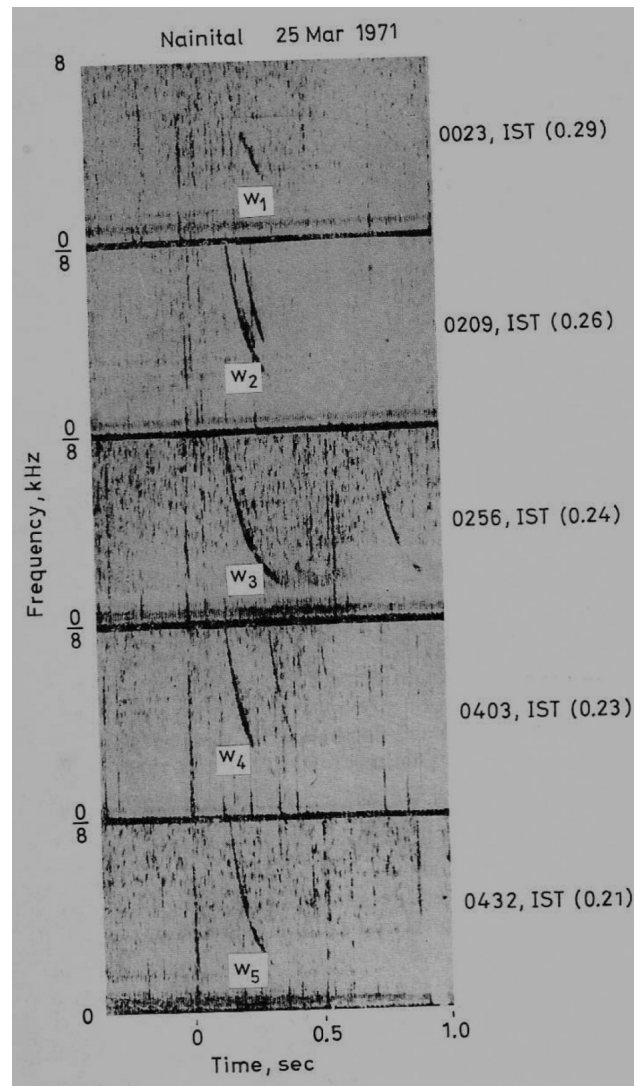 Nainital 25 Mar 1971
8
0023, IST (0.29)
W1
0
8
0209, IST (0.26)
W2
0
8
0256, IST (0.24)
W3
Frequency, kHz
0
8
0403, IST (0.23)
W4
0
8
0432, IST (0.21)
W5
0
0 0.5 1.0
Time, sec